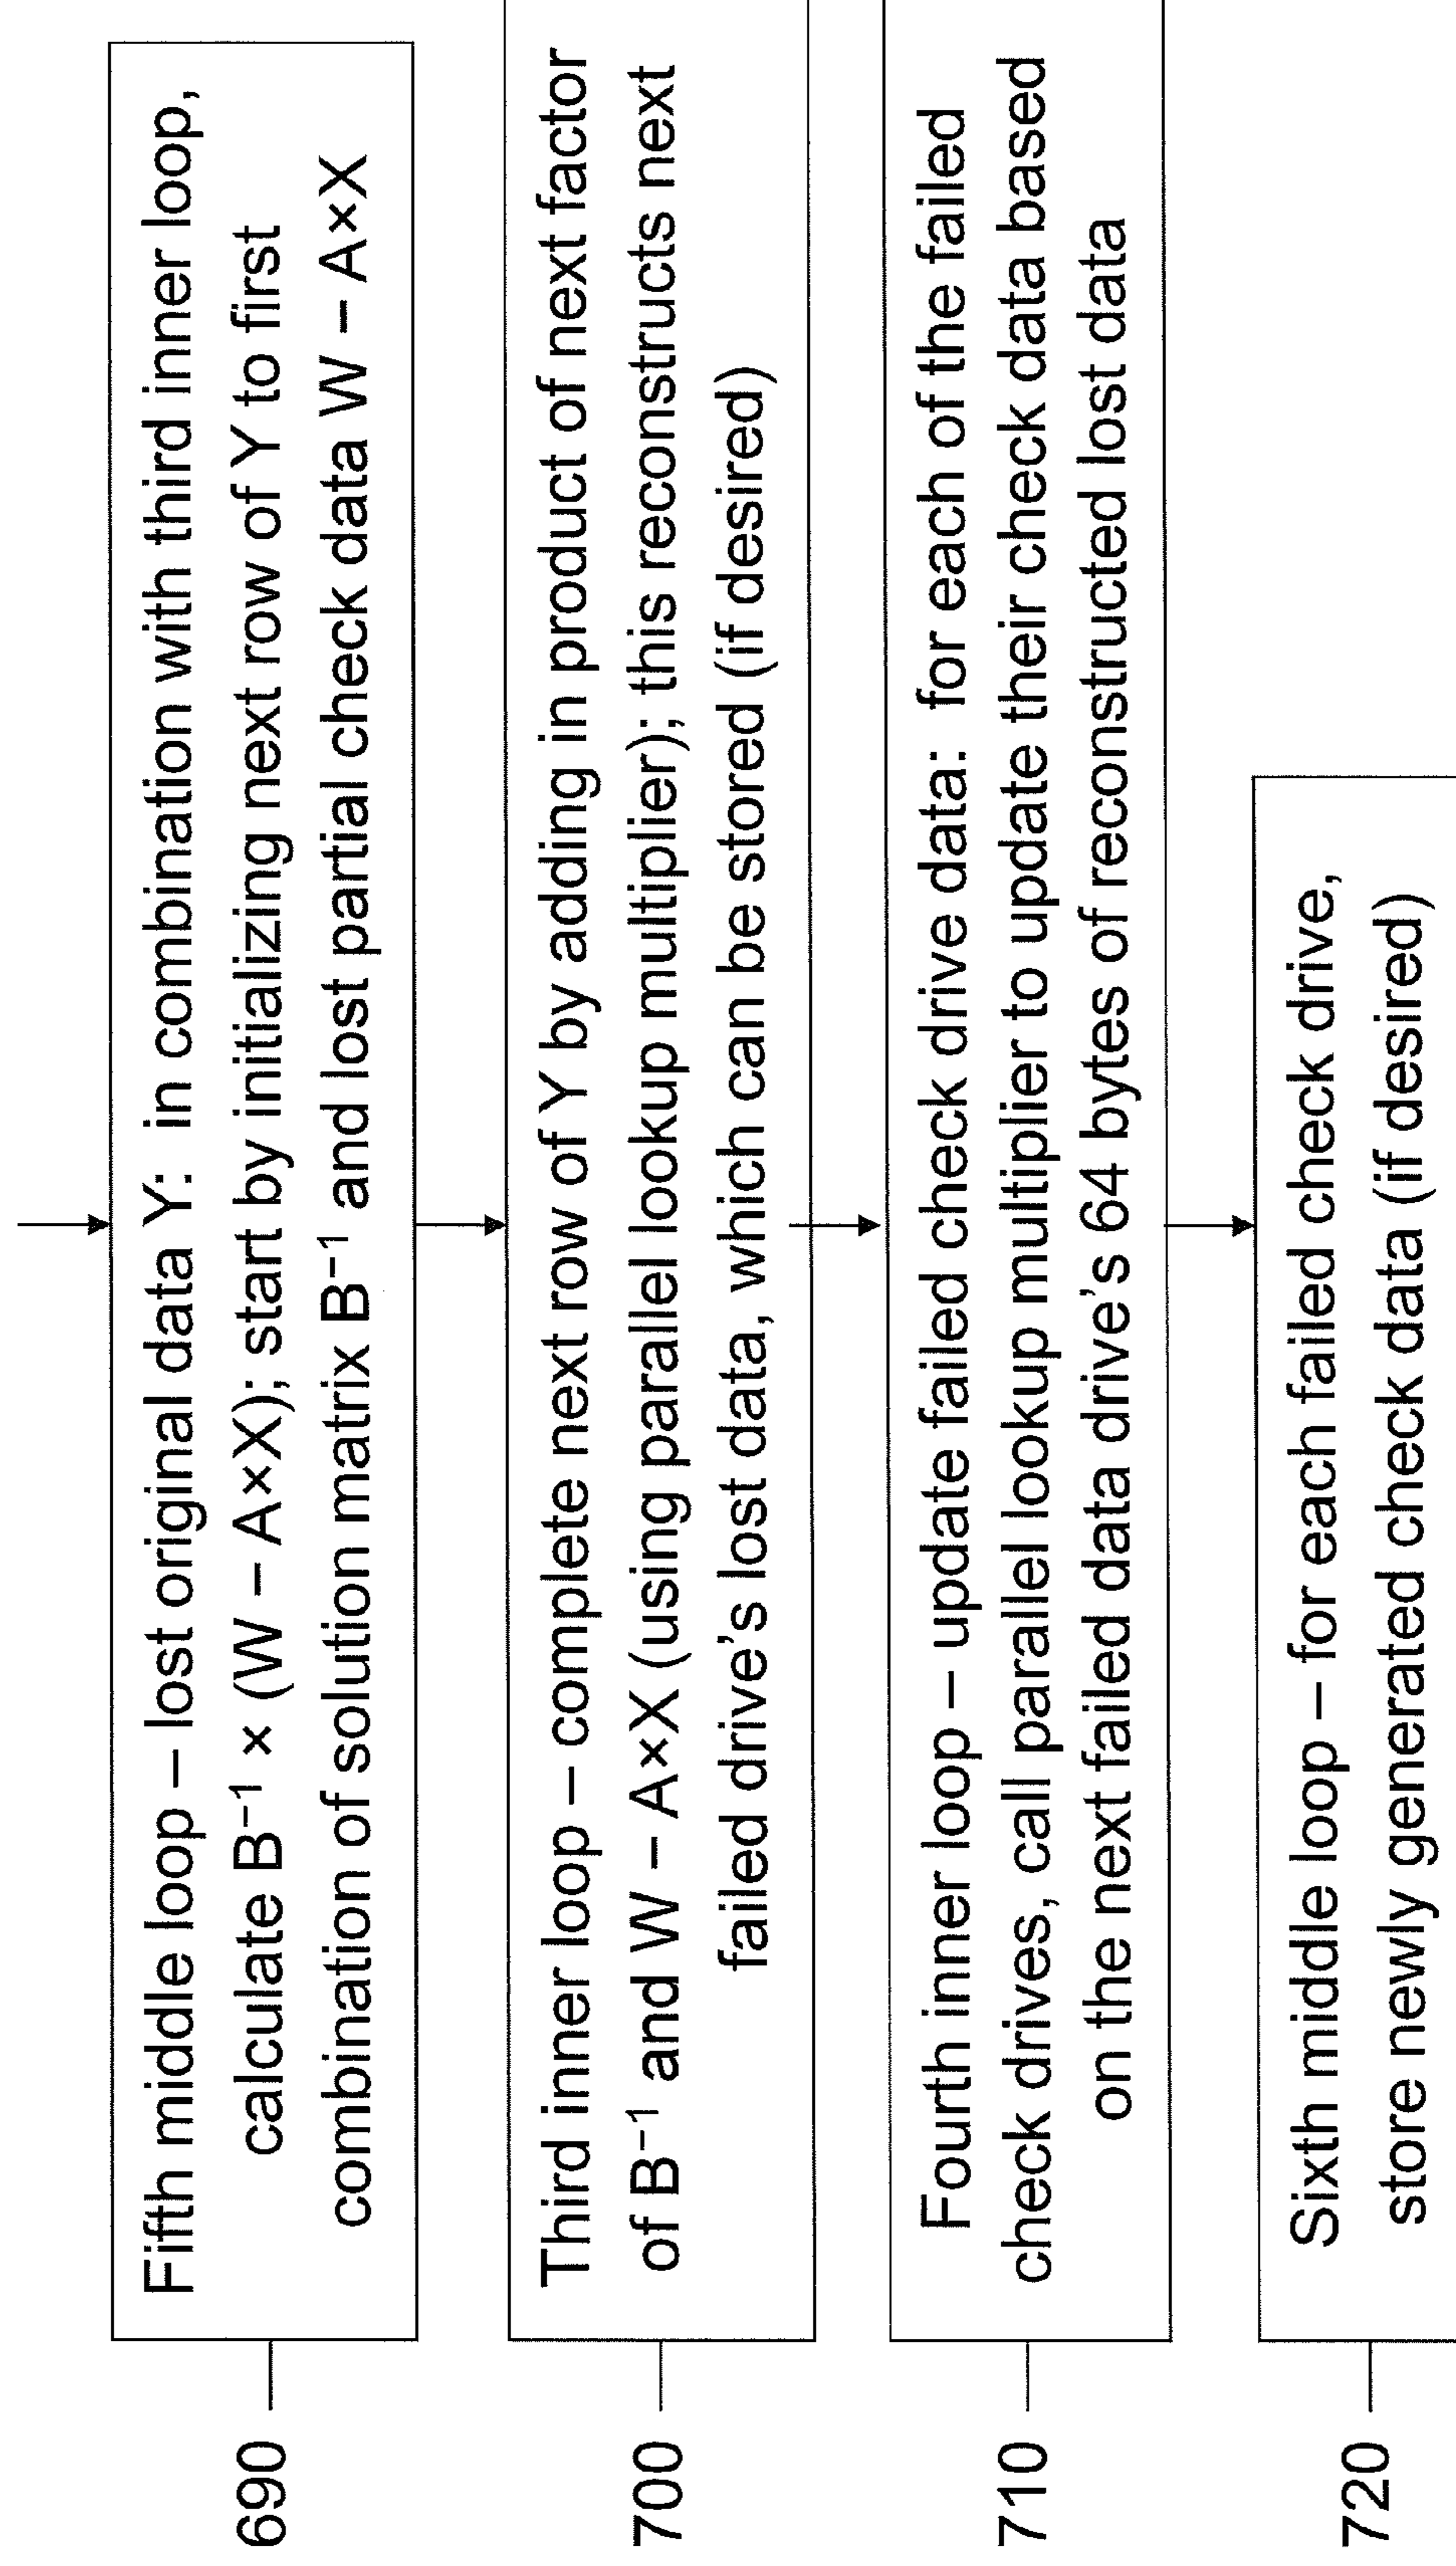 690
Fifth middle loop – lost original data Y: in combination with third inner loop,
calculate B⁻¹ × (W – A×X); start by initializing next row of Y to first
combination of solution matrix B⁻¹ and lost partial check data W – A×X
700
Third inner loop – complete next row of Y by adding in product of next factor
of B⁻¹ and W – A×X (using parallel lookup multiplier); this reconstructs next
failed drive's lost data, which can be stored (if desired)
710
Fourth inner loop – update failed check drive data: for each of the failed
check drives, call parallel lookup multiplier to update their check data based
on the next failed data drive's 64 bytes of reconstructed lost data
720
Sixth middle loop – for each failed check drive,
store newly generated check data (if desired)